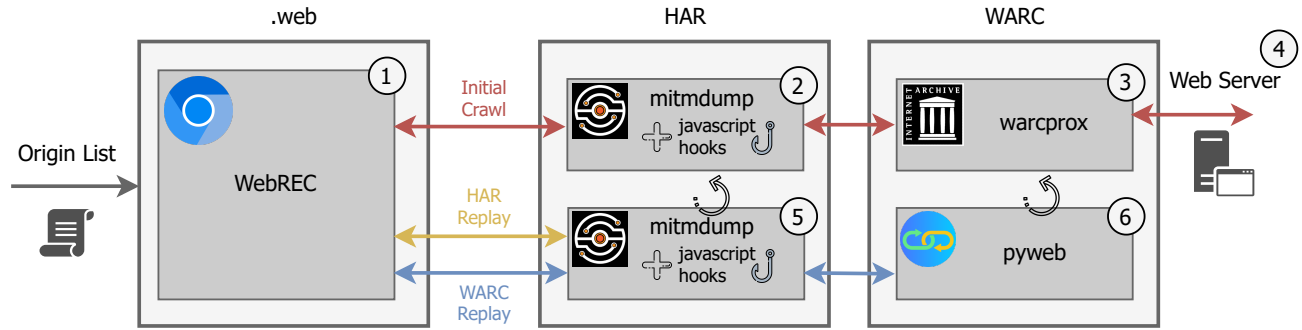 .web
HAR
WARC
1
2
3
4
Initial
Crawl
mitmdump
javascript
hooks
INTERNET ARCHIVE
warcprox
Web Server
Origin List
WebREC
HAR
Replay
5
6
mitmdump
javascript
hooks
pyweb
WARC
Replay